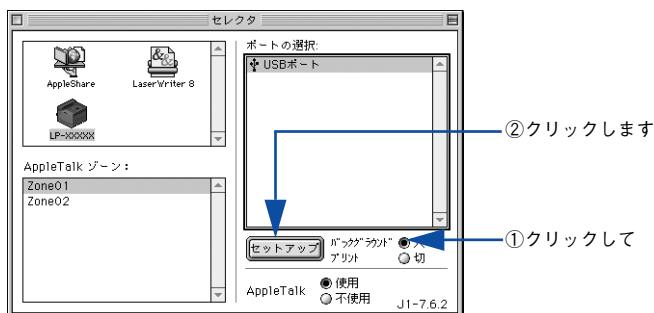 セレクタ
AppleShare
LaserWriter 8
LP-XXXXX
AppleTalk ゾーン：
Zone01
Zone02
ポートの選択:
USBポート
セットアップ
バックグラウンド
プリント
切
AppleTalk
使用
不使用
J1-7.6.2
②クリックします
①クリックして